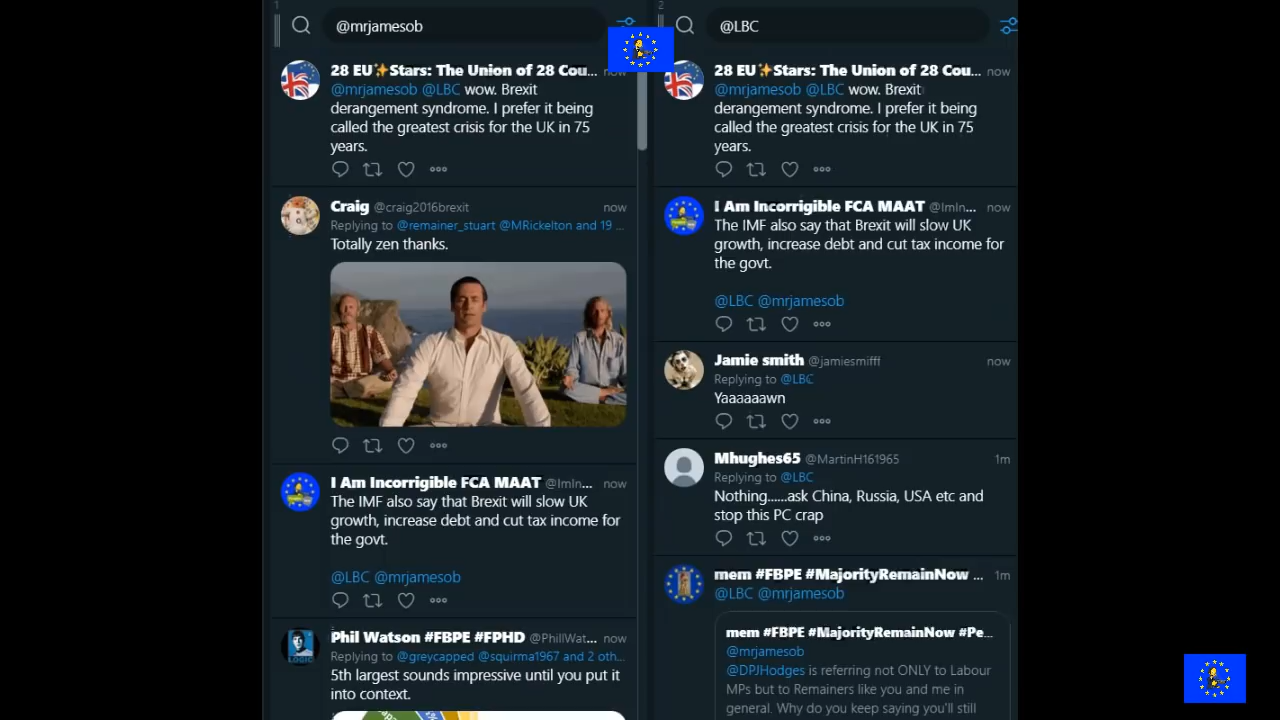 1
@mrjamesob
28 EU✨Stars: The Union of 28 Cou... now
@mrjamesob @LBC wow. Brexit
derangement syndrome. I prefer it being
called the greatest crisis for the UK in 75
years.
Craig @craig2016brexit now
Replying to @remainer_stuart @MRickelton and 19 ...
Totally zen thanks.
I Am Incorrigible FCA MAAT @ImIn... now
The IMF also say that Brexit will slow UK
growth, increase debt and cut tax income for
the govt.
@LBC @mrjamesob
Phil Watson #FBPE #FPHD @PhillWat... now
Replying to @greycapped @squirma1967 and 2 oth...
5th largest sounds impressive until you put it
into context.
LOGIC
2
@LBC
28 EU✨Stars: The Union of 28 Cou... now
@mrjamesob @LBC wow. Brexit
derangement syndrome. I prefer it being
called the greatest crisis for the UK in 75
years.
I Am Incorrigible FCA MAAT @ImIn... now
The IMF also say that Brexit will slow UK
growth, increase debt and cut tax income for
the govt.
@LBC @mrjamesob
Jamie smith @jamiesmifff now
Replying to @LBC
Yaaaaaawn
Mhughes65 @MartinH161965 1m
Replying to @LBC
Nothing......ask China, Russia, USA etc and
stop this PC crap
mem #FBPE #MajorityRemainNow ... 1m
@LBC @mrjamesob
mem #FBPE #MajorityRemainNow #Pe...
@mrjamesob
@DPJHodges is referring not ONLY to Labour
MPs but to Remainers like you and me in
general. Why do you keep saying you'll still